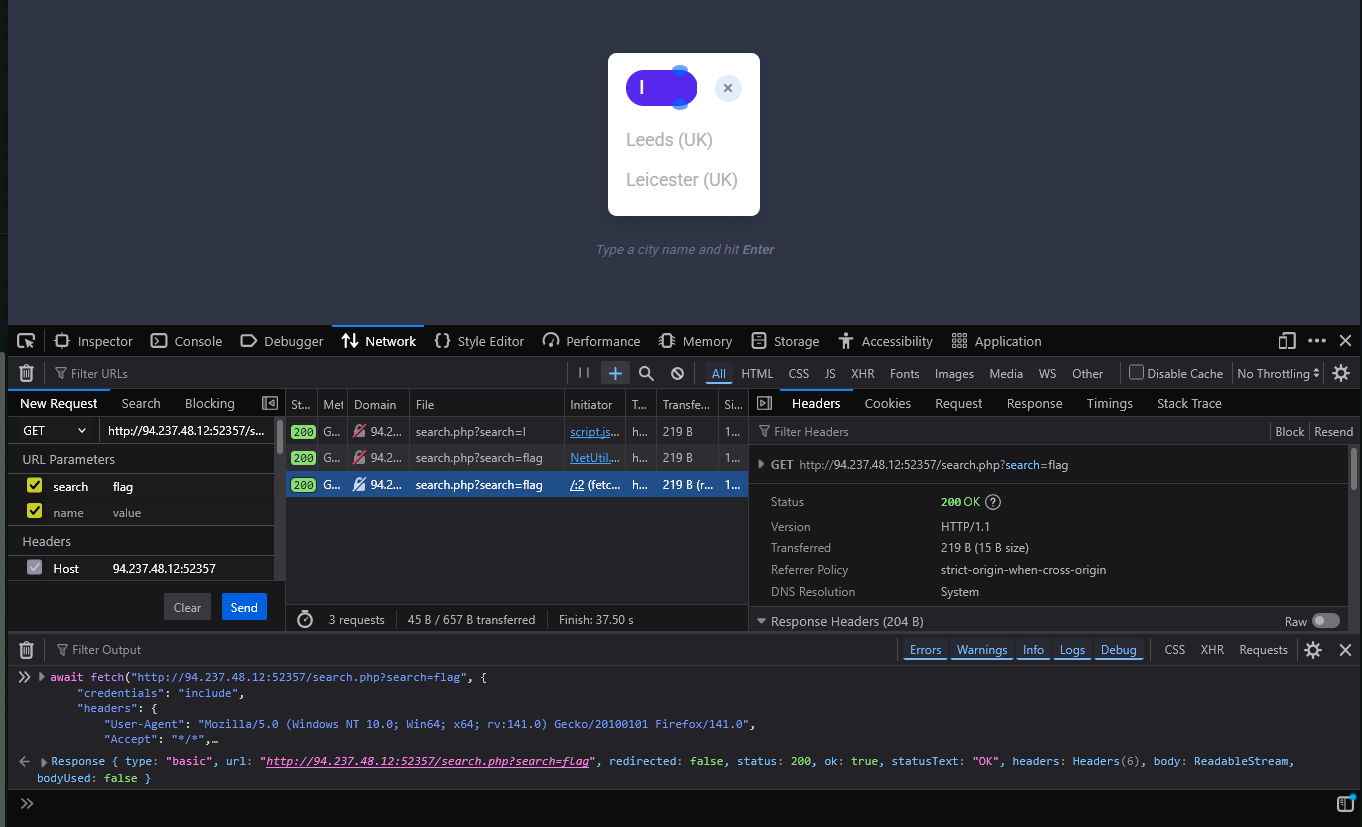 l
Leeds (UK)
Leicester (UK)
Type a city name and hit Enter
Inspector Console Debugger Network Style Editor Performance Memory Storage Accessibility Application
Filter URLs All HTML CSS JS XHR Fonts Images Media WS Other Disable Cache No Throttling
New Request Search Blocking St... Met Domain File Initiator T... Transfe... Si... Headers Cookies Request Response Timings Stack Trace
GET http://94.237.48.12:52357/s... 200 G... 94.2... search.php?search=l script.js... h... 219 B 1... Filter Headers Block Resend
URL Parameters 200 G... 94.2... search.php?search=flag NetUtil.... h... 219 B 1... GET http://94.237.48.12:52357/search.php?search=flag
search flag 200 G... 94.2... search.php?search=flag /:2 (fetc... h... 219 B (r... 1...
name value
Headers
Host 94.237.48.12:52357
Clear Send
Status 200 OK ?
Version HTTP/1.1
Transferred 219 B (15 B size)
Referrer Policy strict-origin-when-cross-origin
DNS Resolution System
3 requests 45 B / 657 B transferred Finish: 37.50 s Response Headers (204 B) Raw
Filter Output Errors Warnings Info Logs Debug CSS XHR Requests
await fetch("http://94.237.48.12:52357/search.php?search=flag", {
"credentials": "include",
"headers": {
"User-Agent": "Mozilla/5.0 (Windows NT 10.0; Win64; x64; rv:141.0) Gecko/20100101 Firefox/141.0",
"Accept": "*/*",…
Response { type: "basic", url: "http://94.237.48.12:52357/search.php?search=flag", redirected: false, status: 200, ok: true, statusText: "OK", headers: Headers(6), body: ReadableStream,
bodyUsed: false }